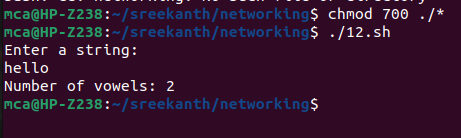 mca@HP-Z238:~/sreekanth/networking$ chmod 700 ./*
mca@HP-Z238:~/sreekanth/networking$ ./12.sh
Enter a string:
hello
Number of vowels: 2
mca@HP-Z238:~/sreekanth/networking$